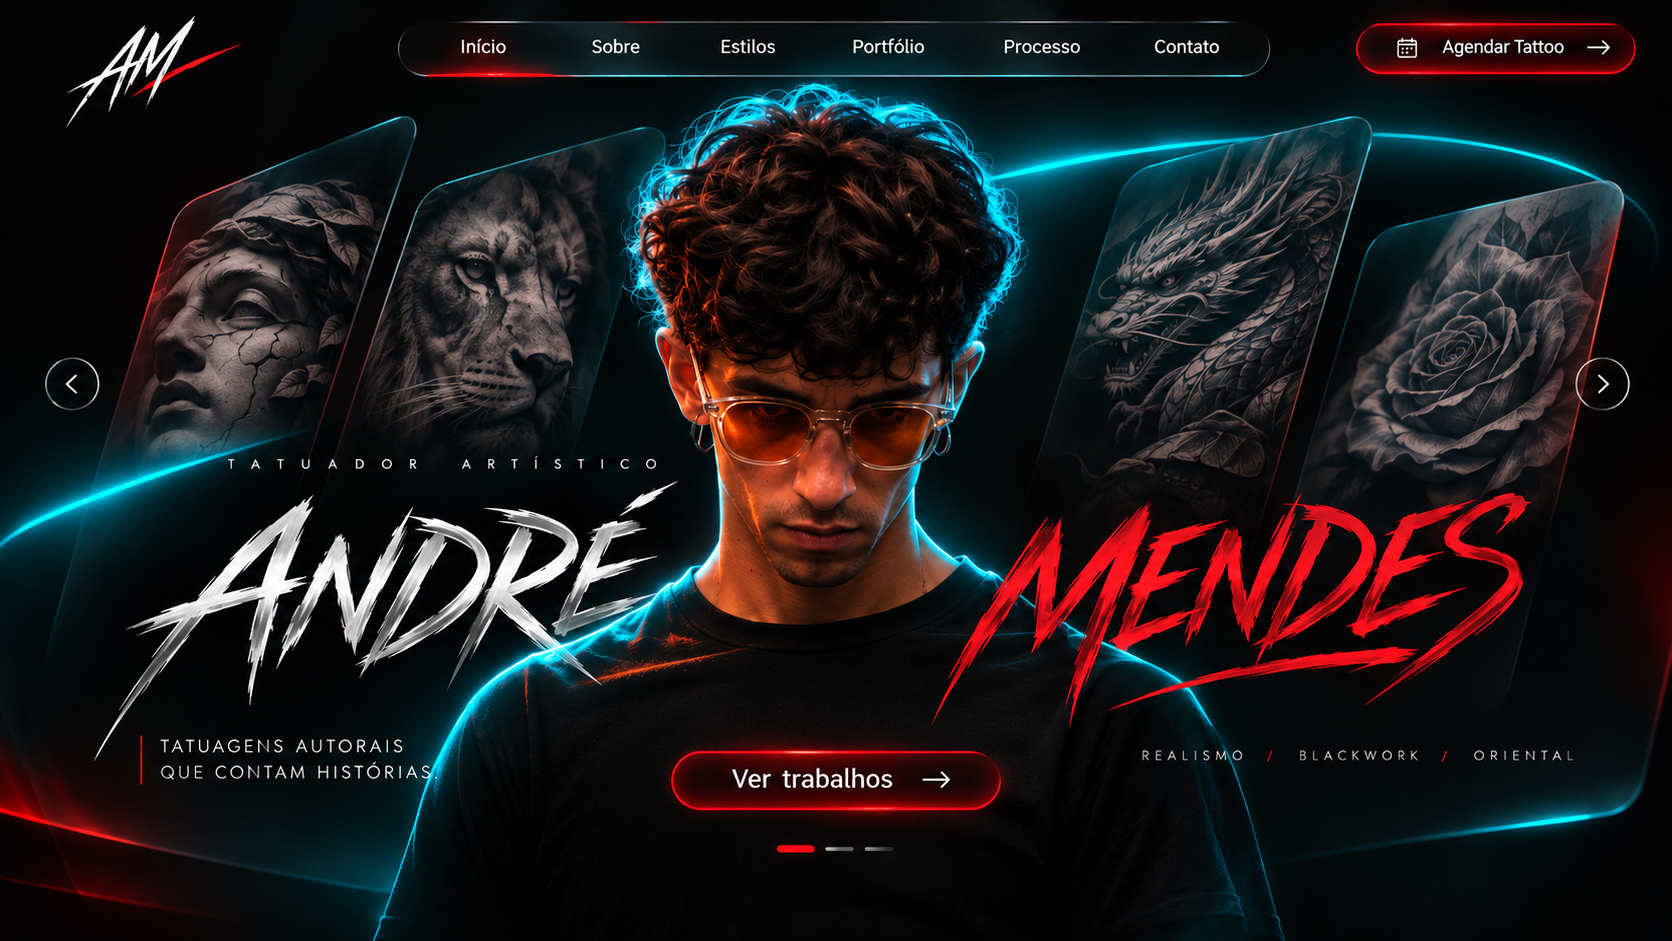 AM
Início
Sobre
Estilos
Portfólio
Processo
Contato
Agendar Tattoo
TATUADOR ARTÍSTICO
ANDRÉ
MENDES
TATUAGENS AUTORAIS
QUE CONTAM HISTÓRIAS.
Ver trabalhos
REALISMO / BLACKWORK / ORIENTAL